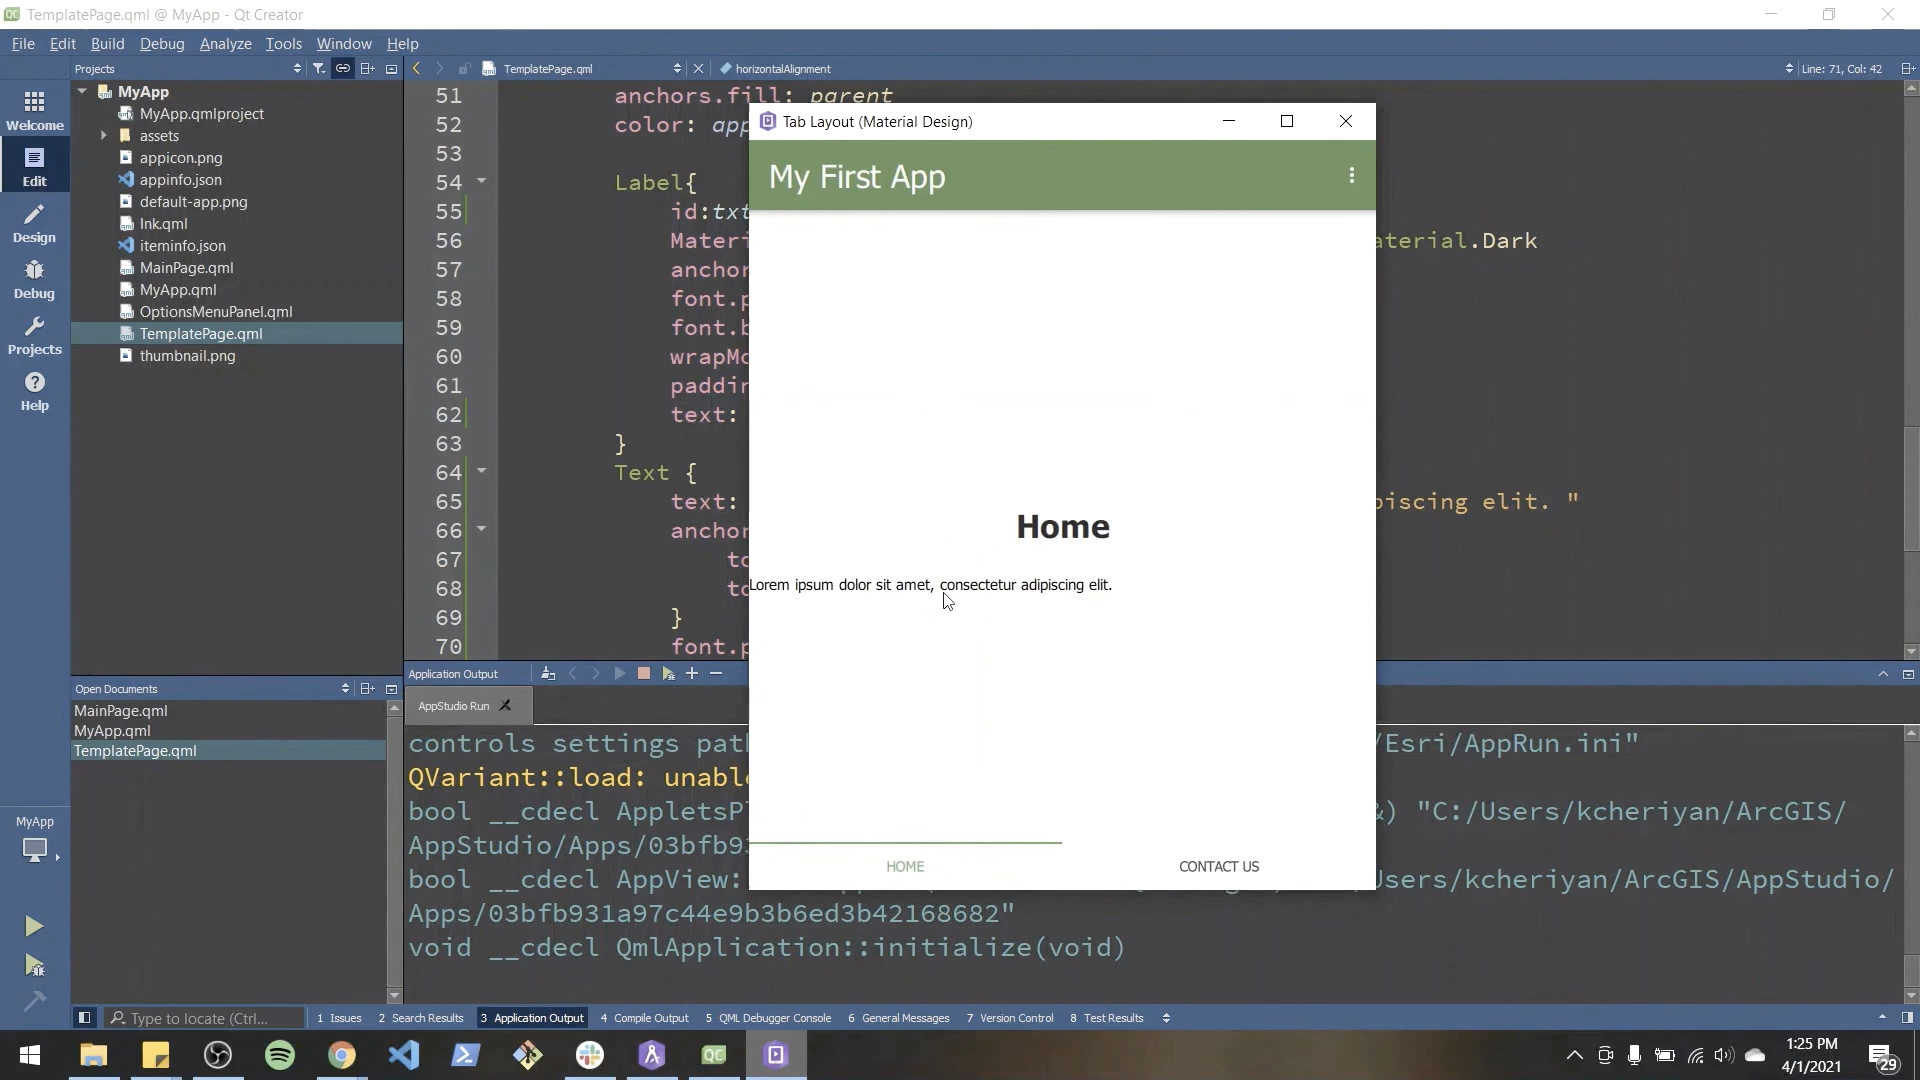 TemplatePage.qml @ MyApp - Qt Creator
File Edit Build Debug Analyze Tools Window Help
Projects
TemplatePage.qml
horizontalAlignment
Line: 71, Col: 42
Welcome
Edit
Design
Debug
Projects
Help
MyApp
MyApp.qmlproject
assets
appicon.png
appinfo.json
default-app.png
Ink.qml
iteminfo.json
MainPage.qml
MyApp.qml
OptionsMenuPanel.qml
TemplatePage.qml
thumbnail.png
51 anchors.fill: parent
52 color: app
53
54 Label{
55 id:txt
56 Materi aterial.Dark
57 anchor
58 font.p
59 font.b
60 wrapMo
61 paddin
62 text:
63 }
64 Text {
65 text: piscing elit. "
66 anchor
67 to
68 to
69 }
70 font.p
Tab Layout (Material Design)
My First App
Home
Lorem ipsum dolor sit amet, consectetur adipiscing elit.
HOME
CONTACT US
Open Documents
MainPage.qml
MyApp.qml
TemplatePage.qml
Application Output
AppStudio Run
controls settings path /Esri/AppRun.ini"
QVariant::load: unable
bool __cdecl AppletsPl &) "C:/Users/kcheriyan/ArcGIS/
AppStudio/Apps/03bfb93
bool __cdecl AppView: Users/kcheriyan/ArcGIS/AppStudio/
Apps/03bfb931a97c44e9b3b6ed3b42168682"
void __cdecl QmlApplication::initialize(void)
MyApp
Type to locate (Ctrl...
1 Issues
2 Search Results
3 Application Output
4 Compile Output
5 QML Debugger Console
6 General Messages
7 Version Control
8 Test Results
1:25 PM
4/1/2021
29